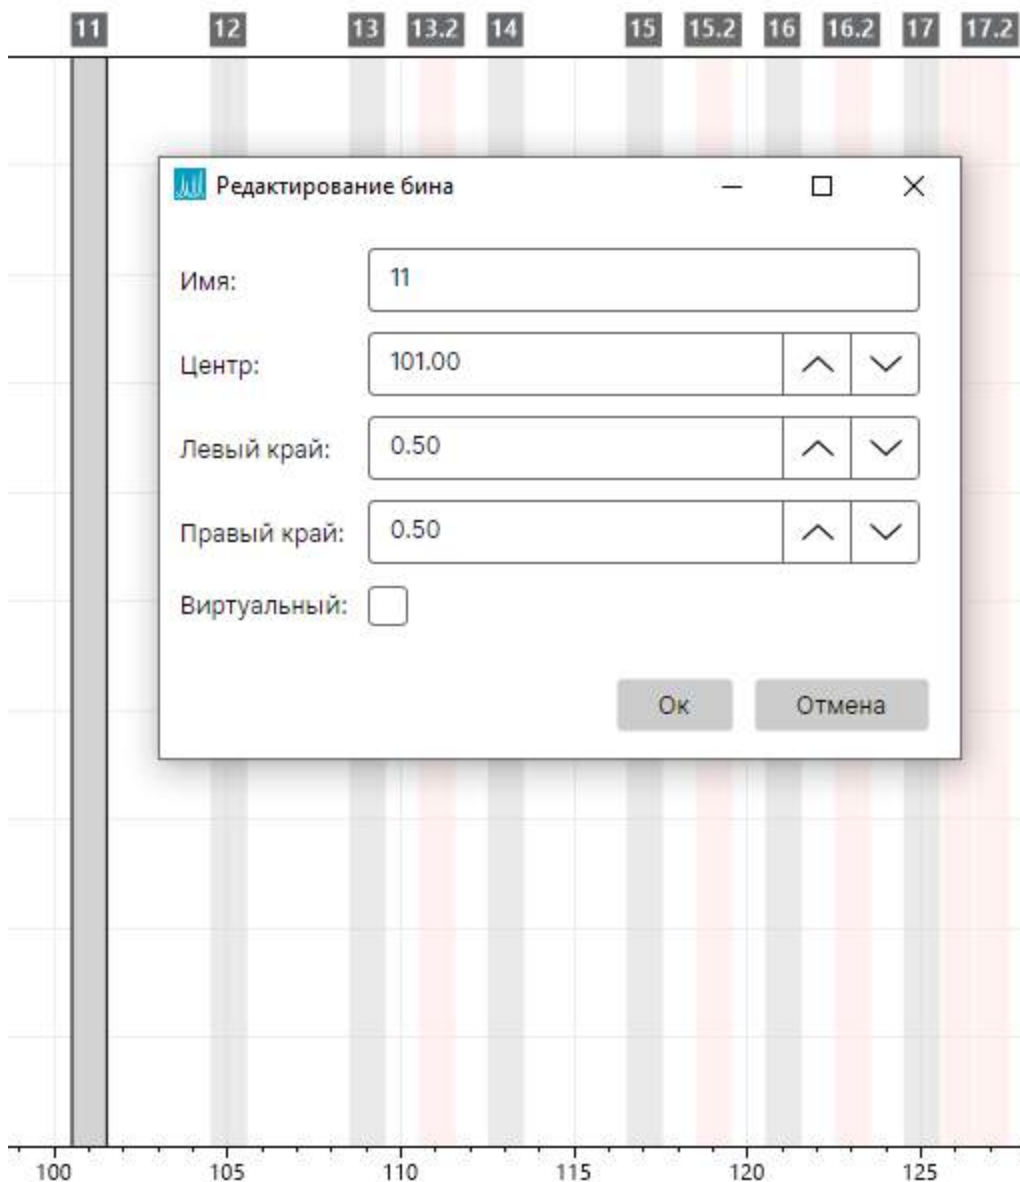 11 12 13 13.2 14 15 15.2 16 16.2 17 17.2
Редактирование бина
Имя: 11
Центр: 101.00
Левый край: 0.50
Правый край: 0.50
Виртуальный:
Ок Отмена
100 105 110 115 120 125